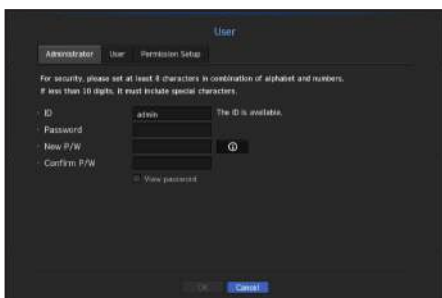 User
Administrator User Permission Setup
For security, please set at least 8 characters in combination of alphabet and numbers.
If less than 10 digits, it must include special characters.
· ID admin The ID is available.
· Password
· New P/W
· Confirm P/W
View password
OK Cancel